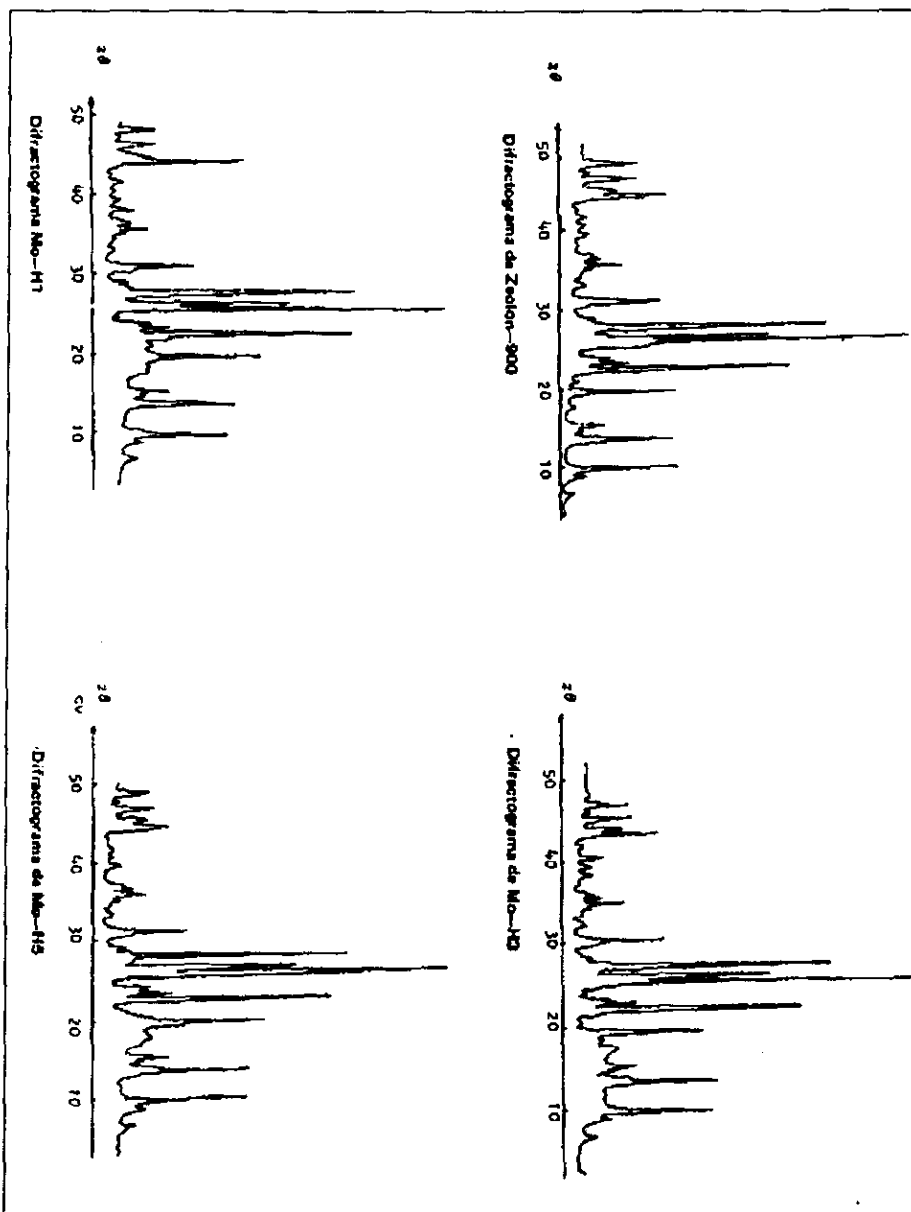 2θ 50 40 30 20 10
Difractograma de Zeolon—900
2θ 50 40 30 20 10
Difractograma de Mo—H3
2θ
50 40 30 20 10
Difractograma Mo—H1
2θ
cv 50 40 30 20 10
Difractograma de Mo—H5